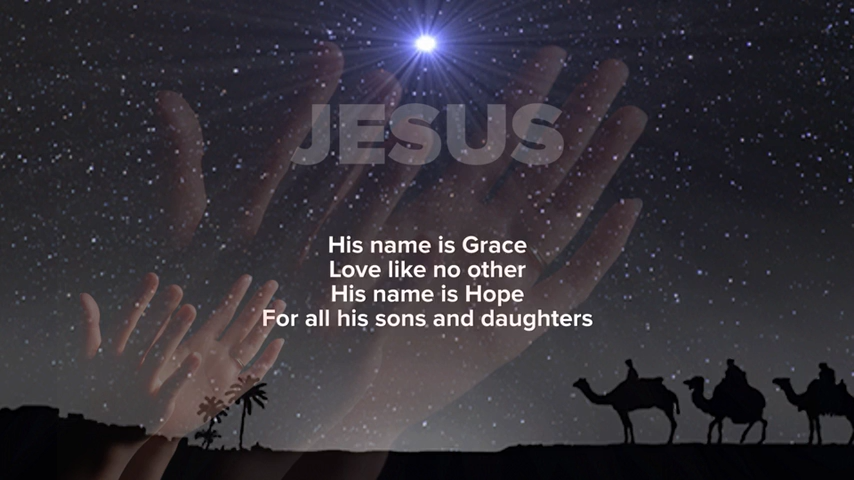 JESUS
His name is Grace
Love like no other
His name is Hope
For all his sons and daughters